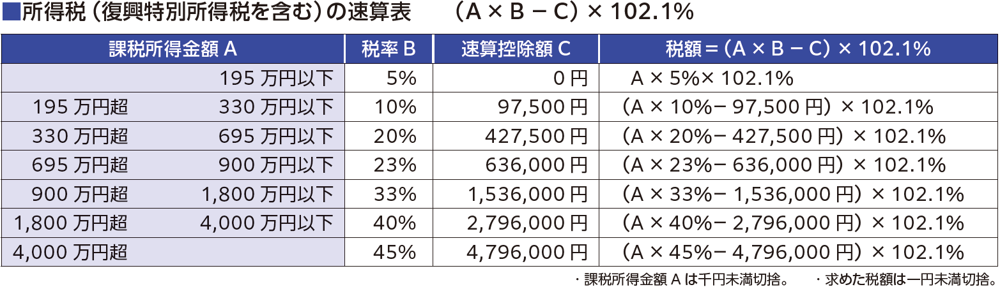 ■所得税（復興特別所得税を含む）の速算表　（A × B − C）× 102.1%
課税所得金額 A　税率 B　速算控除額 C　税額＝（A × B − C）× 102.1%
195 万円以下　5%　0 円　A × 5%× 102.1%
195 万円超　330 万円以下　10%　97,500 円　（A × 10%− 97,500 円）× 102.1%
330 万円超　695 万円以下　20%　427,500 円　（A × 20%− 427,500 円）× 102.1%
695 万円超　900 万円以下　23%　636,000 円　（A × 23%− 636,000 円）× 102.1%
900 万円超　1,800 万円以下　33%　1,536,000 円　（A × 33%− 1,536,000 円）× 102.1%
1,800 万円超　4,000 万円以下　40%　2,796,000 円　（A × 40%− 2,796,000 円）× 102.1%
4,000 万円超　45%　4,796,000 円　（A × 45%− 4,796,000 円）× 102.1%
・課税所得金額 A は千円未満切捨。　・求めた税額は一円未満切捨。